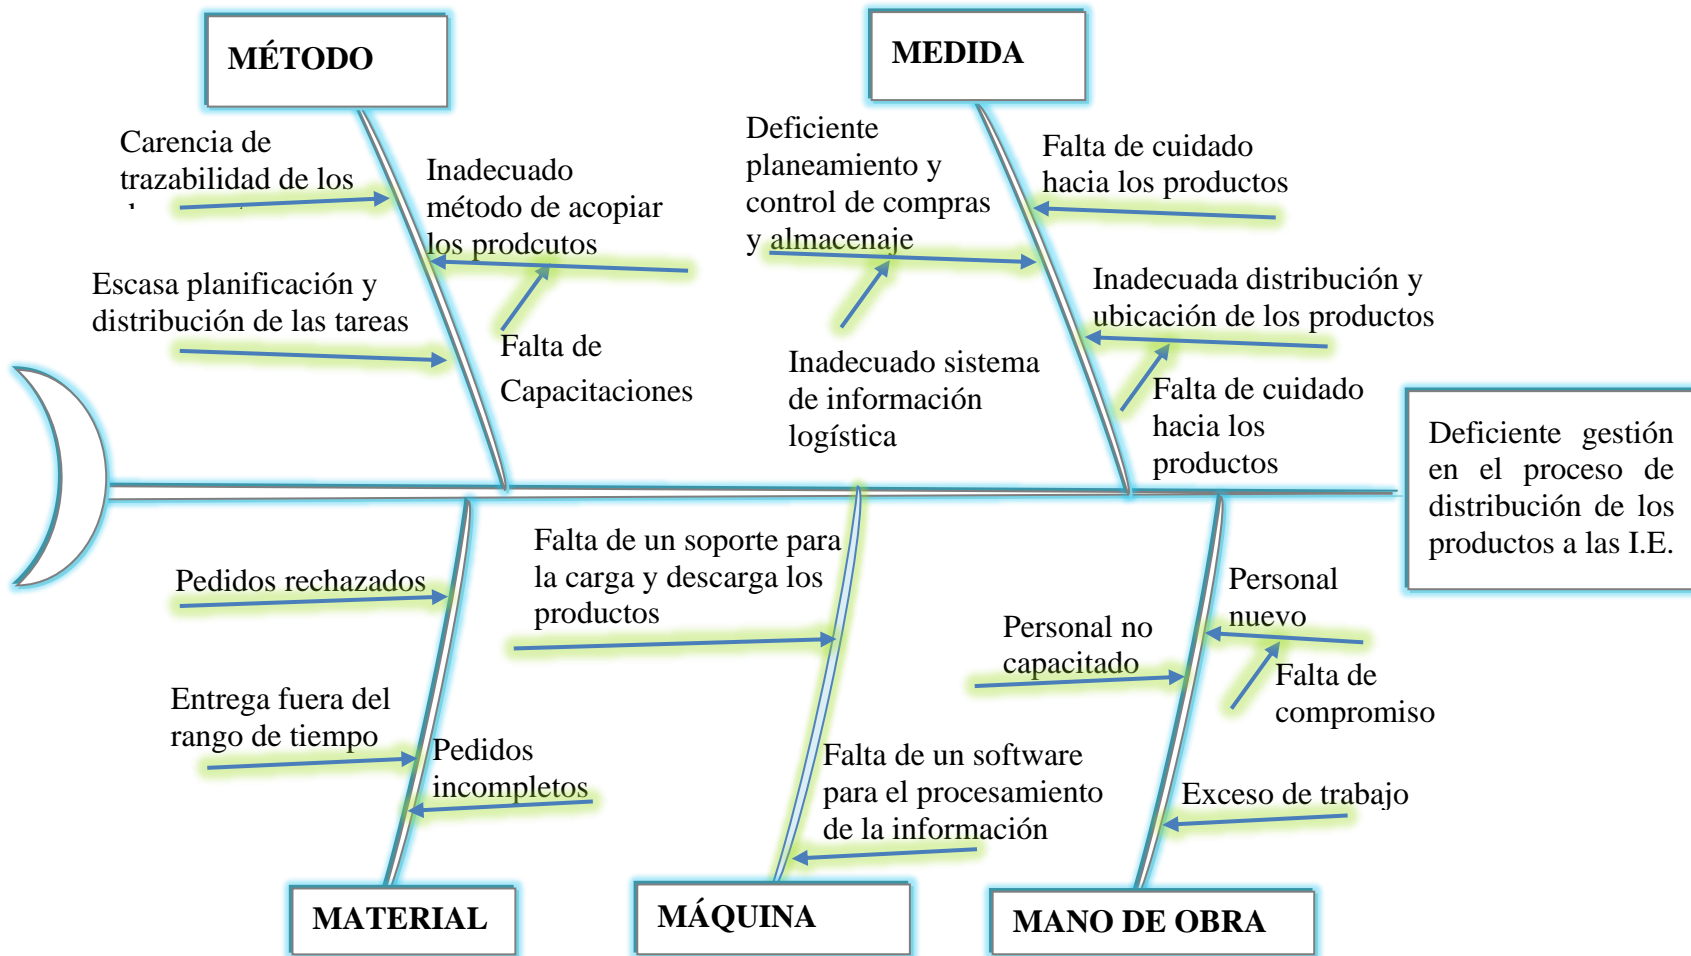 MÉTODO
MEDIDA
Carencia de
trazabilidad de los
Inadecuado
método de acopiar
los prodcutos
Escasa planificación y
distribución de las tareas
Falta de
Capacitaciones
Deficiente
planeamiento y
control de compras
y almacenaje
Falta de cuidado
hacia los productos
Inadecuada distribución y
ubicación de los productos
Inadecuado sistema
de información
logística
Falta de cuidado
hacia los
productos
Deficiente gestión
en el proceso de
distribución de los
productos a las I.E.
Pedidos rechazados
Entrega fuera del
rango de tiempo
Pedidos
incompletos
Falta de un soporte para
la carga y descarga los
productos
Falta de un software
para el procesamiento
de la información
Personal no
capacitado
Personal
nuevo
Falta de
compromiso
Exceso de trabajo
MATERIAL
MÁQUINA
MANO DE OBRA